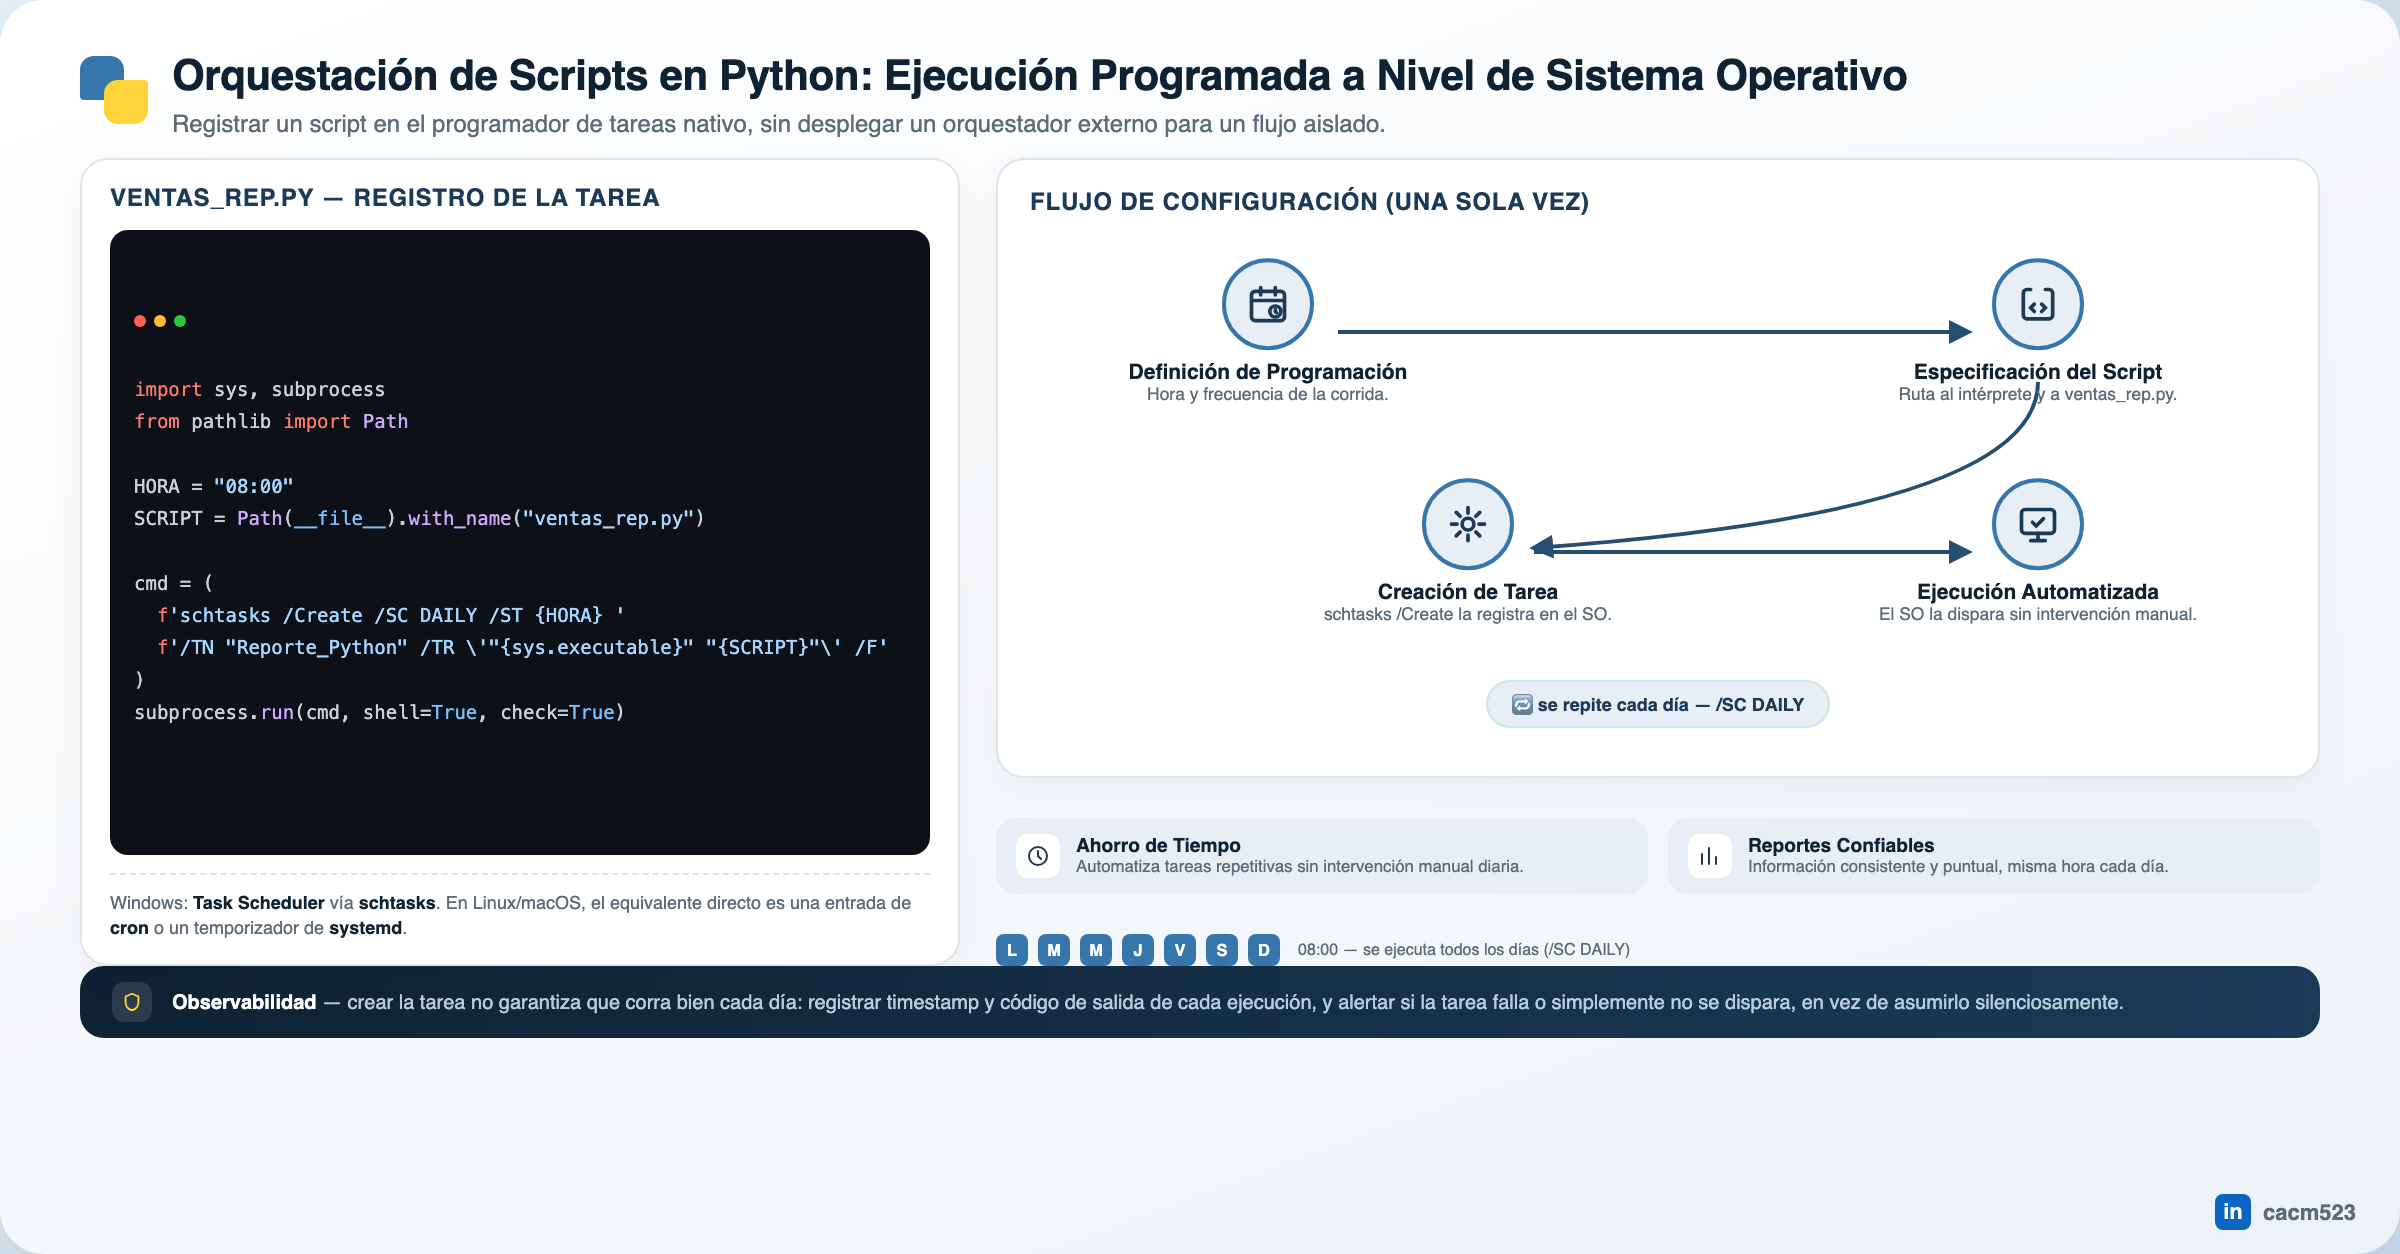 Orquestación de Scripts en Python: Ejecución Programada a Nivel de Sistema Operativo
Registrar un script en el programador de tareas nativo, sin desplegar un orquestador externo para un flujo aislado.
VENTAS_REP.PY — REGISTRO DE LA TAREA
import sys, subprocess
from pathlib import Path
HORA = "08:00"
SCRIPT = Path(__file__).with_name("ventas_rep.py")
cmd = (
f'schtasks /Create /SC DAILY /ST {HORA} '
f'/TN "Reporte_Python" /TR \'"{sys.executable}" "{SCRIPT}"\' /F'
)
subprocess.run(cmd, shell=True, check=True)
Windows: Task Scheduler vía schtasks. En Linux/macOS, el equivalente directo es una entrada de
cron o un temporizador de systemd.
FLUJO DE CONFIGURACIÓN (UNA SOLA VEZ)
Definición de Programación
Hora y frecuencia de la corrida.
Especificación del Script
Ruta al intérprete y a ventas_rep.py.
Creación de Tarea
schtasks /Create la registra en el SO.
Ejecución Automatizada
El SO la dispara sin intervención manual.
🔁 se repite cada día — /SC DAILY
Ahorro de Tiempo
Automatiza tareas repetitivas sin intervención manual diaria.
Reportes Confiables
Información consistente y puntual, misma hora cada día.
L M M J V S D 08:00 — se ejecuta todos los días (/SC DAILY)
Observabilidad — crear la tarea no garantiza que corra bien cada día: registrar timestamp y código de salida de cada ejecución, y alertar si la tarea falla o simplemente no se dispara, en vez de asumirlo silenciosamente.
in cacm523